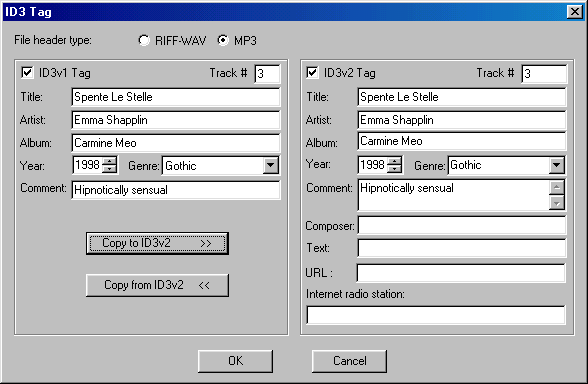 ID3 Tag
File header type: RIFF-WAV MP3
ID3v1 Tag Track # 3
Title: Spente Le Stelle
Artist: Emma Shapplin
Album: Carmine Meo
Year: 1998 Genre: Gothic
Comment: Hipnotically sensual
Copy to ID3v2 >>
Copy from ID3v2 <<
ID3v2 Tag Track # 3
Title: Spente Le Stelle
Artist: Emma Shapplin
Album: Carmine Meo
Year: 1998 Genre: Gothic
Comment: Hipnotically sensual
Composer:
Text:
URL :
Internet radio station:
OK Cancel